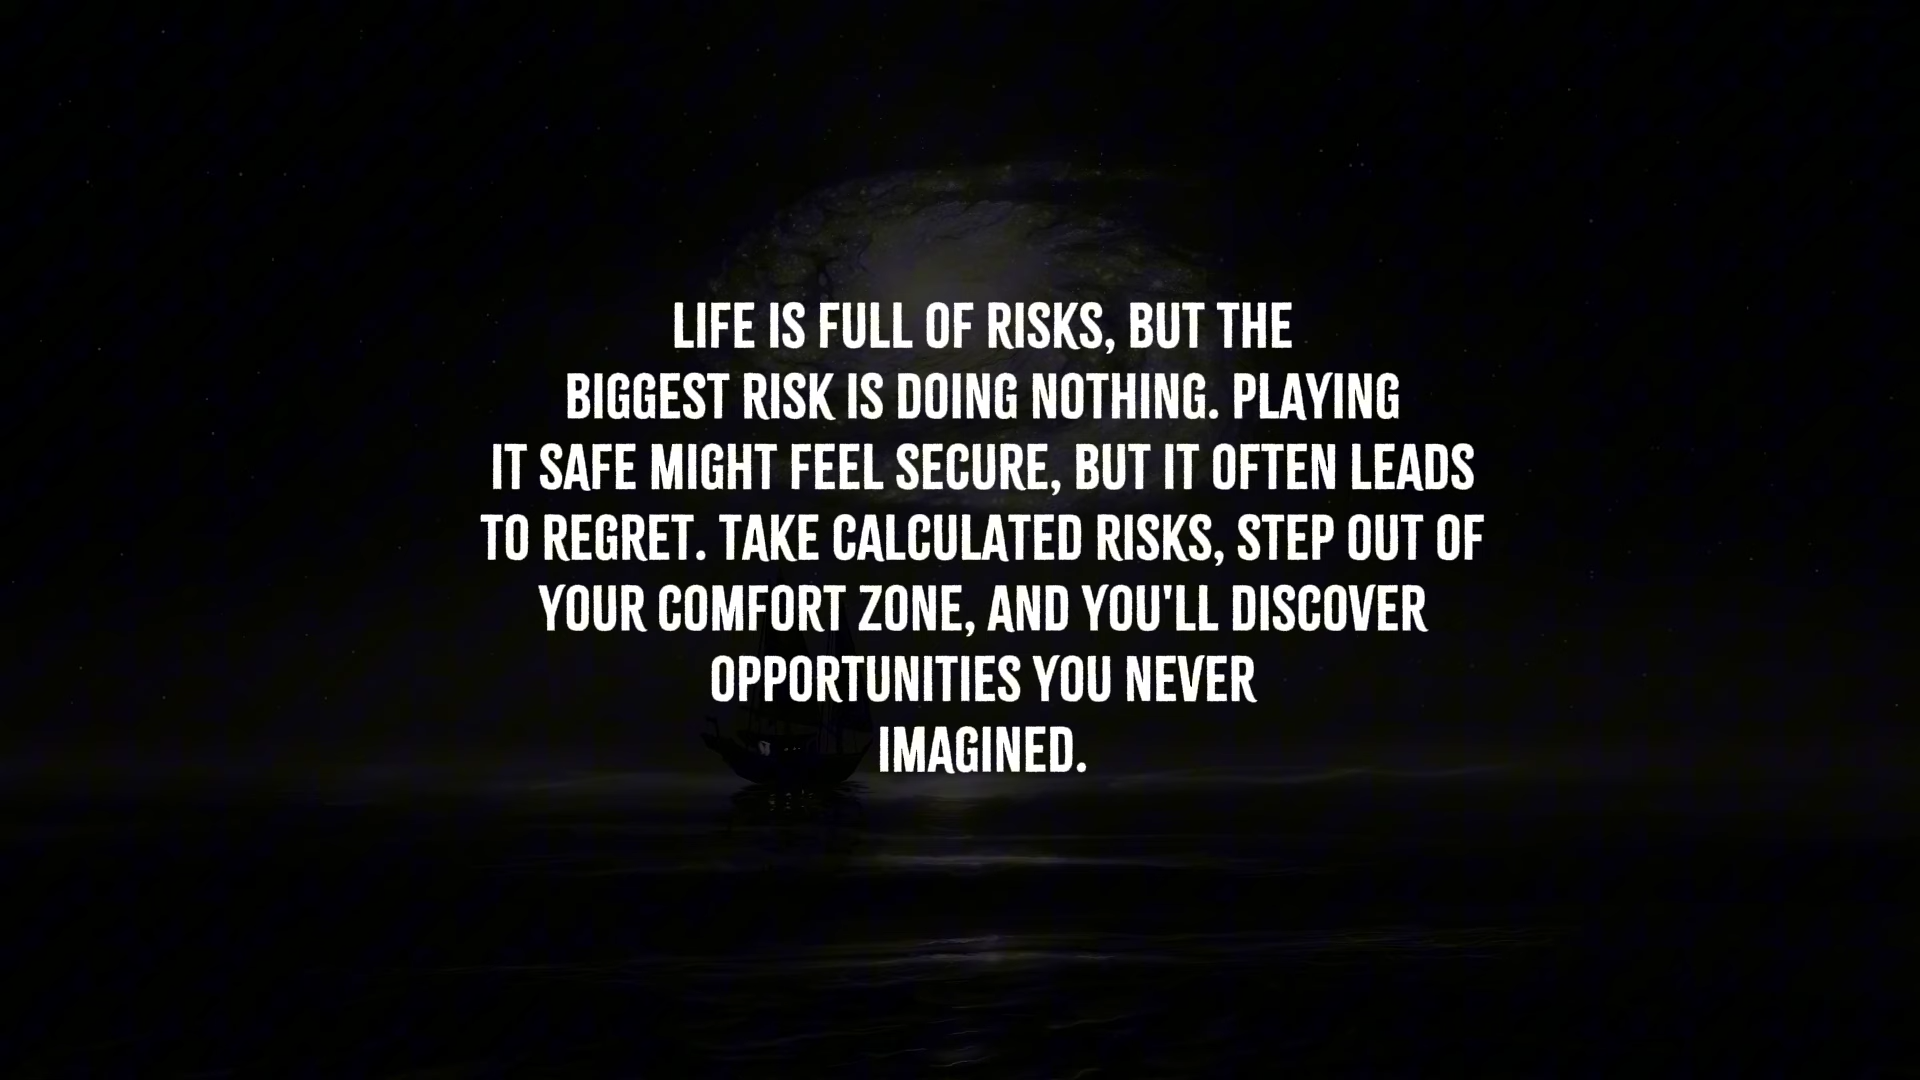 LIFE IS FULL OF RISKS, BUT THE
BIGGEST RISK IS DOING NOTHING. PLAYING
IT SAFE MIGHT FEEL SECURE, BUT IT OFTEN LEADS
TO REGRET. TAKE CALCULATED RISKS, STEP OUT OF
YOUR COMFORT ZONE, AND YOU'LL DISCOVER
OPPORTUNITIES YOU NEVER
IMAGINED.